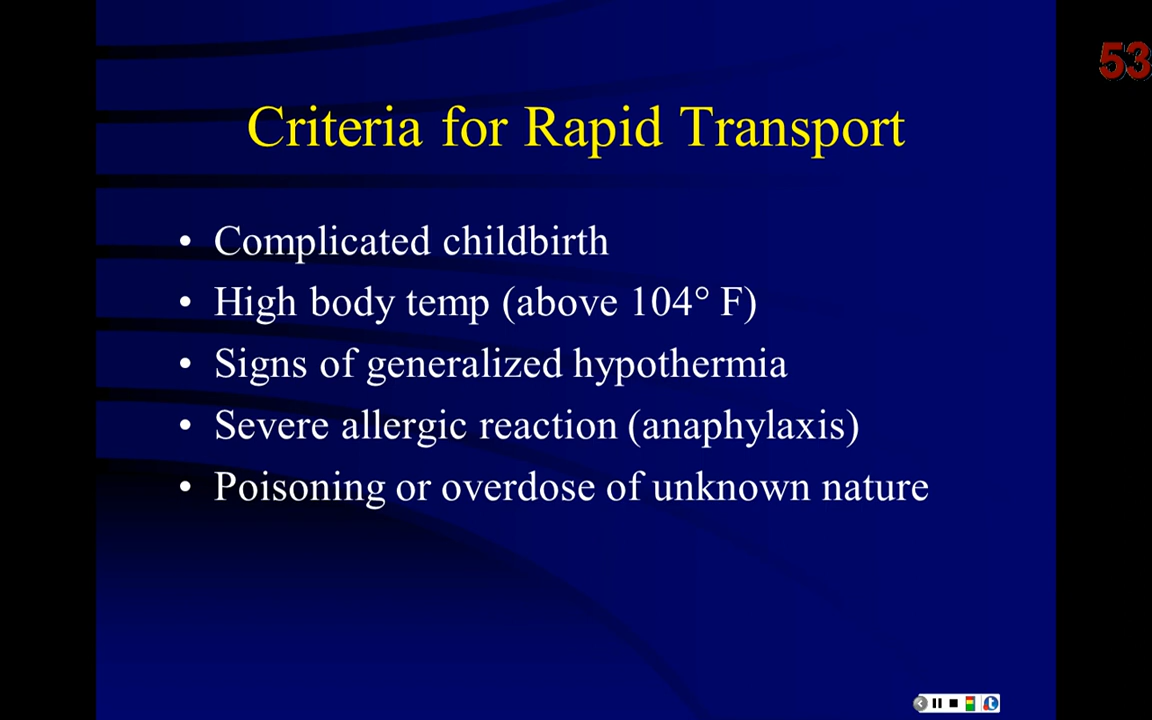 53
Criteria for Rapid Transport
• Complicated childbirth
• High body temp (above 104° F)
• Signs of generalized hypothermia
• Severe allergic reaction (anaphylaxis)
• Poisoning or overdose of unknown nature